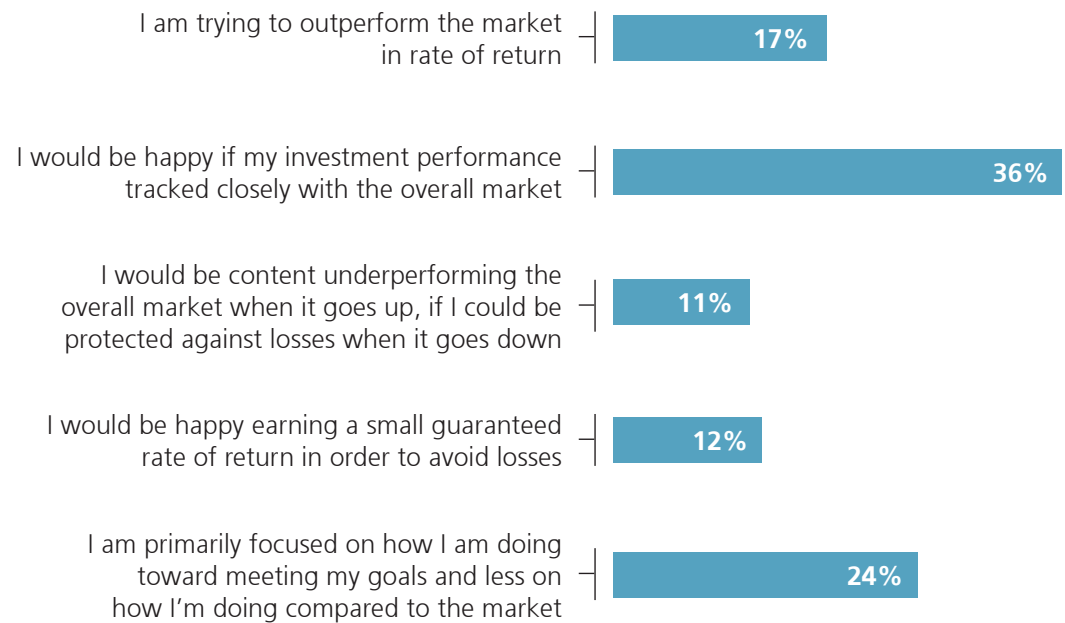 I am trying to outperform the market
in rate of return
17%
I would be happy if my investment performance
tracked closely with the overall market
36%
I would be content underperforming the
overall market when it goes up, if I could be
protected against losses when it goes down
11%
I would be happy earning a small guaranteed
rate of return in order to avoid losses
12%
I am primarily focused on how I am doing
toward meeting my goals and less on
how I’m doing compared to the market
24%